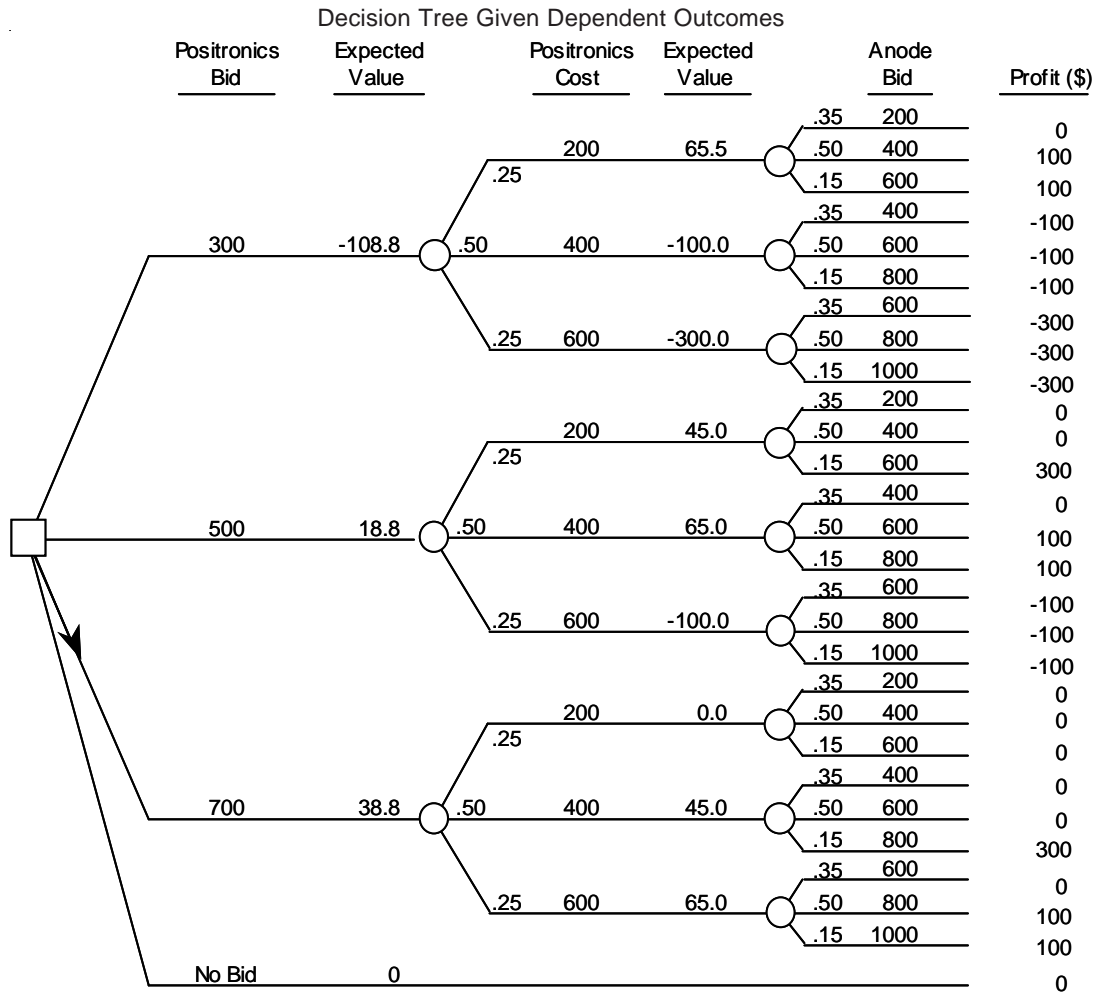 Decision Tree Given Dependent Outcomes
Positronics Expected Positronics Expected Anode
Bid Value Cost Value Bid Profit ($)
.35 200 0
200 65.5 .50 400 100
.25 .15 600 100
.35 400 -100
300 -108.8 .50 400 -100.0 .50 600 -100
.15 800 -100
.35 600 -300
.25 600 -300.0 .50 800 -300
.15 1000 -300
.35 200 0
200 45.0 .50 400 0
.25 .15 600 300
.35 400 0
500 18.8 .50 400 65.0 .50 600 100
.15 800 100
.35 600 -100
.25 600 -100.0 .50 800 -100
.15 1000 -100
.35 200 0
200 0.0 .50 400 0
.25 .15 600 0
.35 400 0
700 38.8 .50 400 45.0 .50 600 0
.15 800 300
.35 600 0
.25 600 65.0 .50 800 100
.15 1000 100
No Bid 0 0